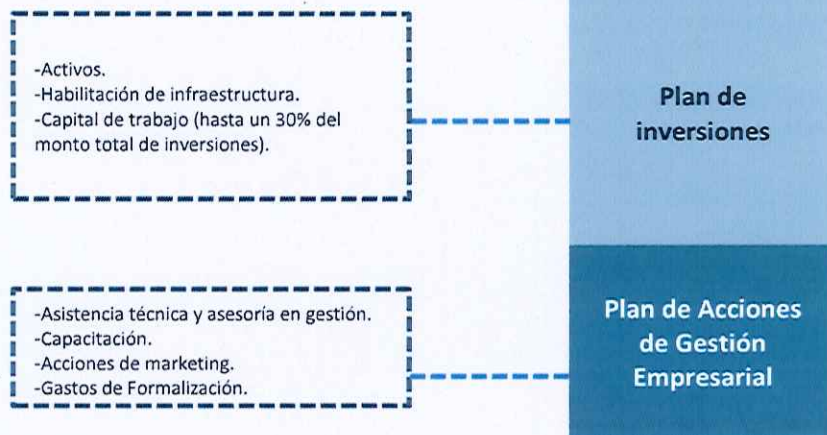 -Activos.
-Habilitación de infraestructura.
-Capital de trabajo (hasta un 30% del
monto total de inversiones).
Plan de
inversiones
-Asistencia técnica y asesoría en gestión.
-Capacitación.
-Acciones de marketing.
-Gastos de Formalización.
Plan de Acciones
de Gestión
Empresarial